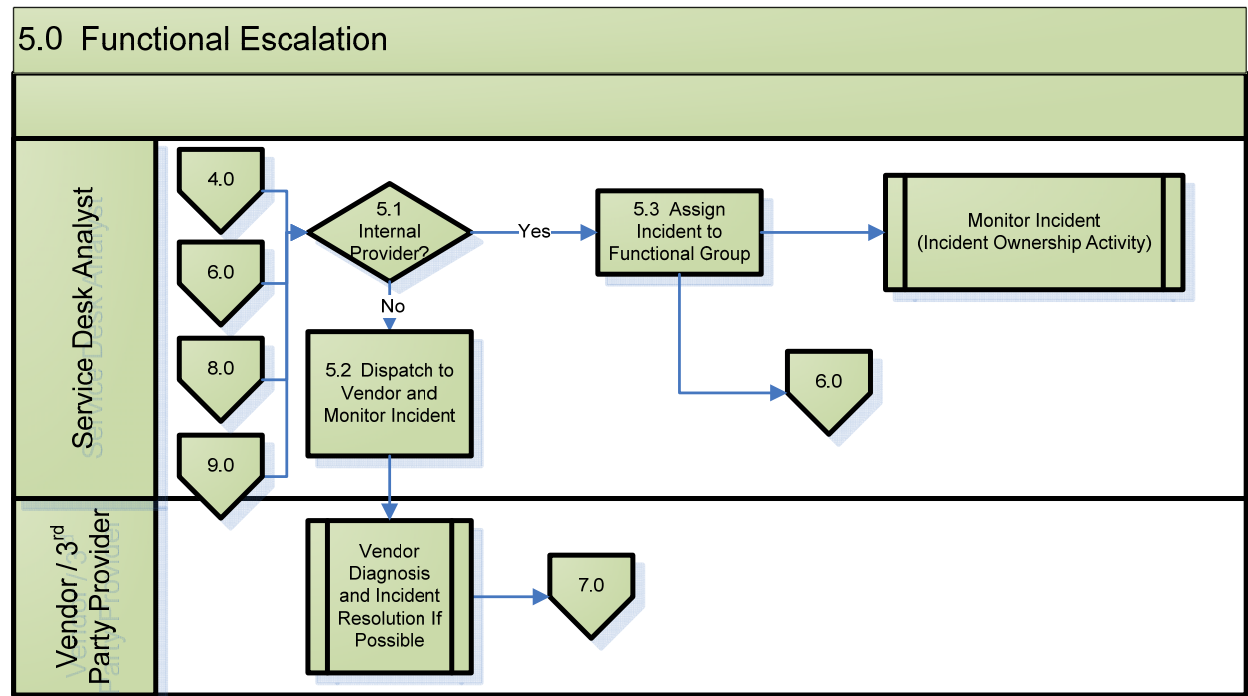 5.0 Functional Escalation
Service Desk Analyst
4.0
6.0
8.0
9.0
5.1
Internal
Provider?
Yes
No
5.2 Dispatch to
Vendor and
Monitor Incident
5.3 Assign
Incident to
Functional Group
Monitor Incident
(Incident Ownership Activity)
6.0
Vendor / 3rd
Party Provider
Vendor
Diagnosis
and Incident
Resolution If
Possible
7.0